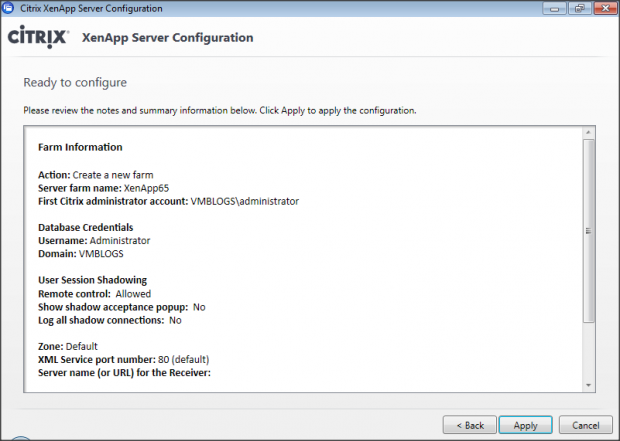 Citrix XenApp Server Configuration
CITRIX® XenApp Server Configuration
Ready to configure
Please review the notes and summary information below. Click Apply to apply the configuration.
Farm Information
Action: Create a new farm
Server farm name: XenApp65
First Citrix administrator account: VMBLOGS\administrator
Database Credentials
Username: Administrator
Domain: VMBLOGS
User Session Shadowing
Remote control: Allowed
Show shadow acceptance popup: No
Log all shadow connections: No
Zone: Default
XML Service port number: 80 (default)
Server name (or URL) for the Receiver:
< Back Apply Cancel